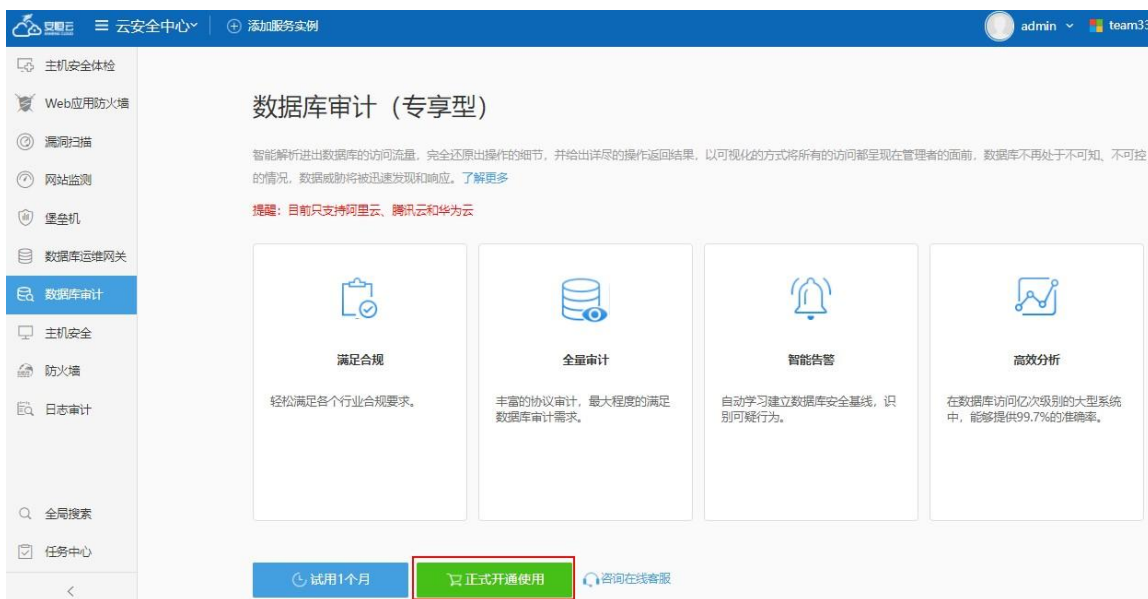 安恒云
云安全中心
添加服务实例
admin
team33
主机安全体检
Web应用防火墙
漏洞扫描
网站监测
堡垒机
数据库运维网关
数据库审计
主机安全
防火墙
日志审计
全局搜索
任务中心
数据库审计（专享型）
智能解析进出数据库的访问流量，完全还原出操作的细节，并给出详尽的操作返回结果，以可视化的方式将所有的访问都呈现在管理者的面前，数据库不再处于不可知、不可控
的情况，数据威胁将被迅速发现和响应。了解更多
提醒：目前只支持阿里云、腾讯云和华为云
满足合规
轻松满足各个行业合规要求。
全量审计
丰富的协议审计，最大程度的满足
数据库审计需求。
智能告警
自动学习建立数据库安全基线，识
别可疑行为。
高效分析
在数据库访问亿次级别的大型系统
中，能够提供99.7%的准确率。
试用1个月
正式开通使用
咨询在线客服